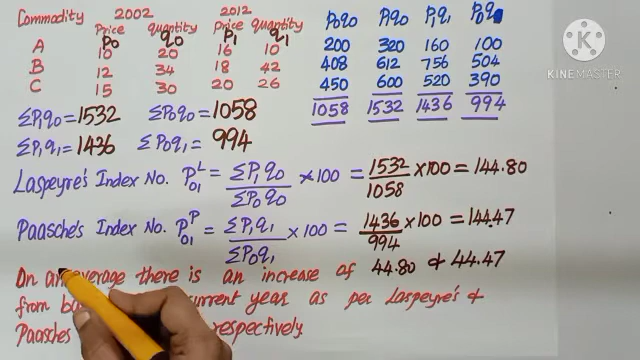 Commodity 2002 2012 P0q0 P1q0 P1q1 P0q
Price quantity price quantity
P0 q0 P1 q1
A 10 20 16 10 200 320 160 100
B 12 34 18 42 408 612 756 504
C 15 30 20 26 450 600 520 390
1058 1532 1436 994
ΣP1q0 = 1532 ΣP0q0 = 1058
ΣP1q1 = 1436 ΣP0q1 = 994
Laspeyre's Index No. P01^L = ΣP1q0 / ΣP0q0 × 100 = 1532 / 1058 × 100 = 144.80
Paasche's Index No. P01^P = ΣP1q1 / ΣP0q1 × 100 = 1436 / 994 × 100 = 144.47
On an average there is an increase of 44.80 & 44.47
from current year as per Laspeyre's &
Paasches respectively
KINEMASTER